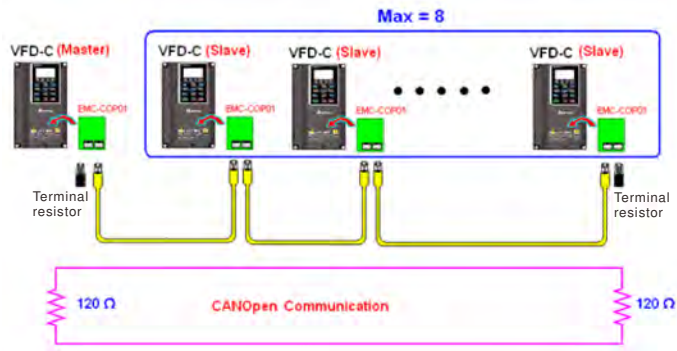 Max = 8
VFD-C (Master)
VFD-C (Slave)
VFD-C (Slave)
VFD-C (Slave)
EMC-COP01
EMC-COP01
EMC-COP01
EMC-COP01
Terminal
resistor
Terminal
resistor
120 Ω
CANOpen Communication
120 Ω